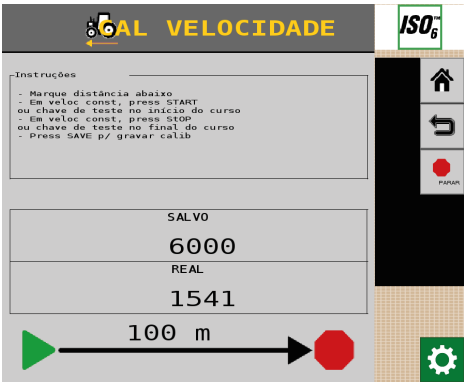 CAL VELOCIDADE
ISO6™
Instruções
- Marque distância abaixo
- Em veloc const, press START
ou chave de teste no início do curso
- Em veloc const, press StOP
ou chave de teste no final do curso
- Press SAVE p/ gravar calib
PARAR
SALVO
6000
REAL
1541
100 m